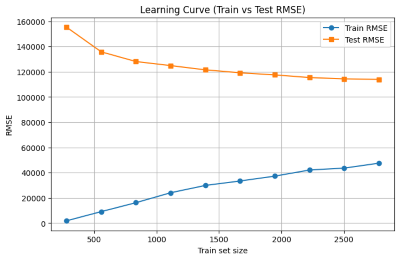 Learning Curve (Train vs Test RMSE)
Train RMSE
Test RMSE
160000
140000
120000
100000
80000
60000
40000
20000
0
RMSE
500
1000
1500
2000
2500
Train set size